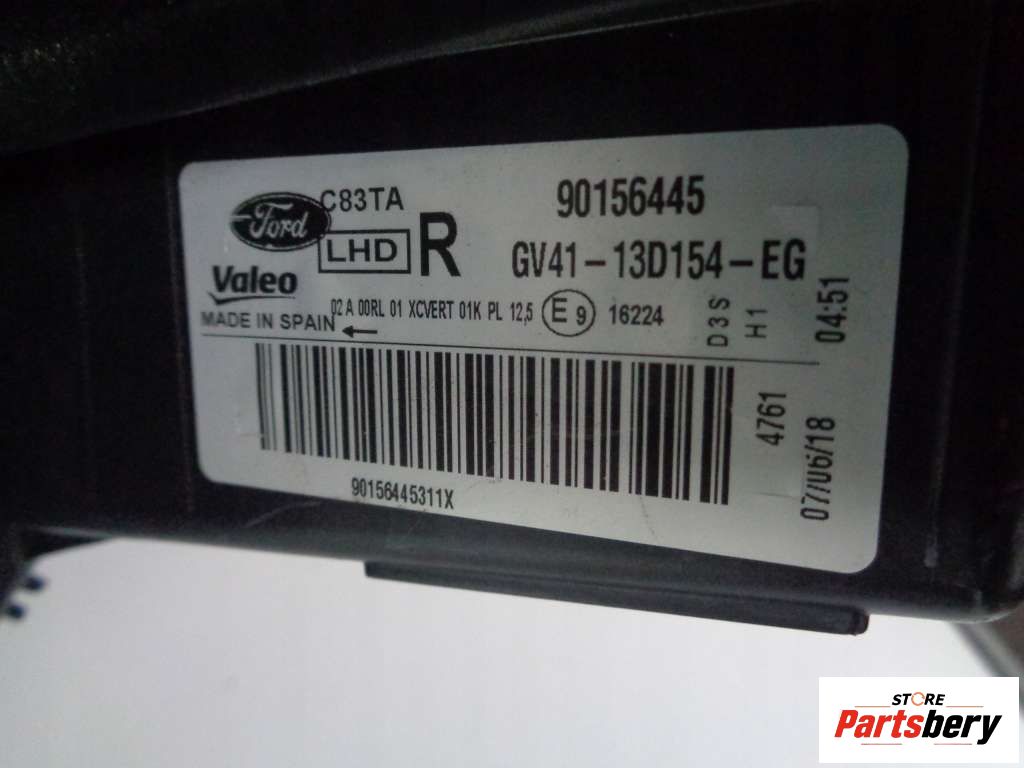 C83TA
90156445
Ford
LHD R
GV41-13D154-EG
Valeo
02 A 00RL 01 XCVERT 01K PL 12,5 E9 16224
MADE IN SPAIN
D3S
H1
04:51
4761
07/06/18
90156445311X
STORE
Partsbery